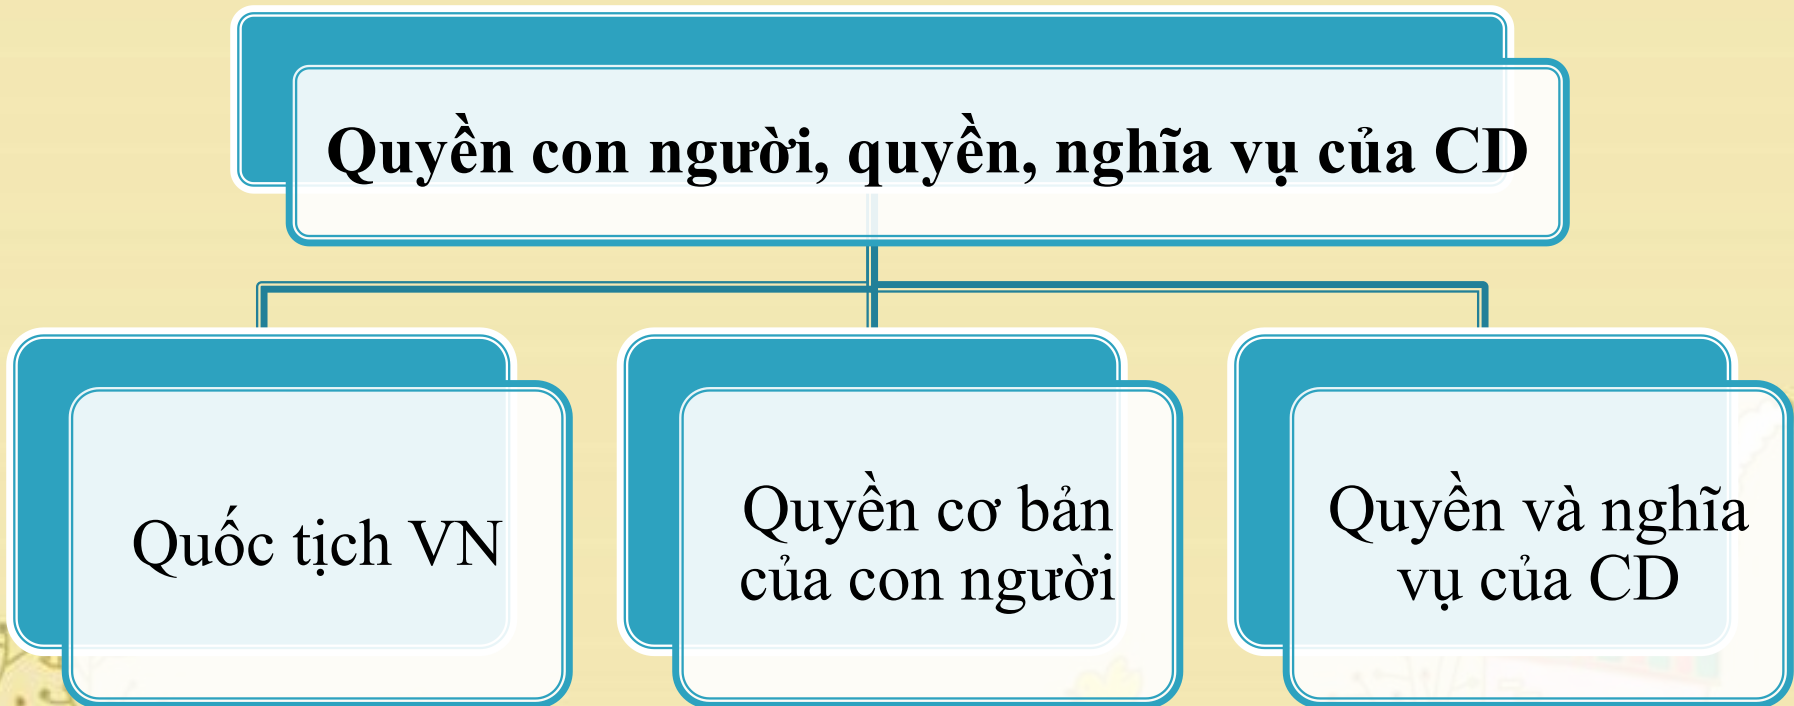 Quyền con người, quyền, nghĩa vụ của CD
Quốc tịch VN
Quyền cơ bản
của con người
Quyền và nghĩa
vụ của CD